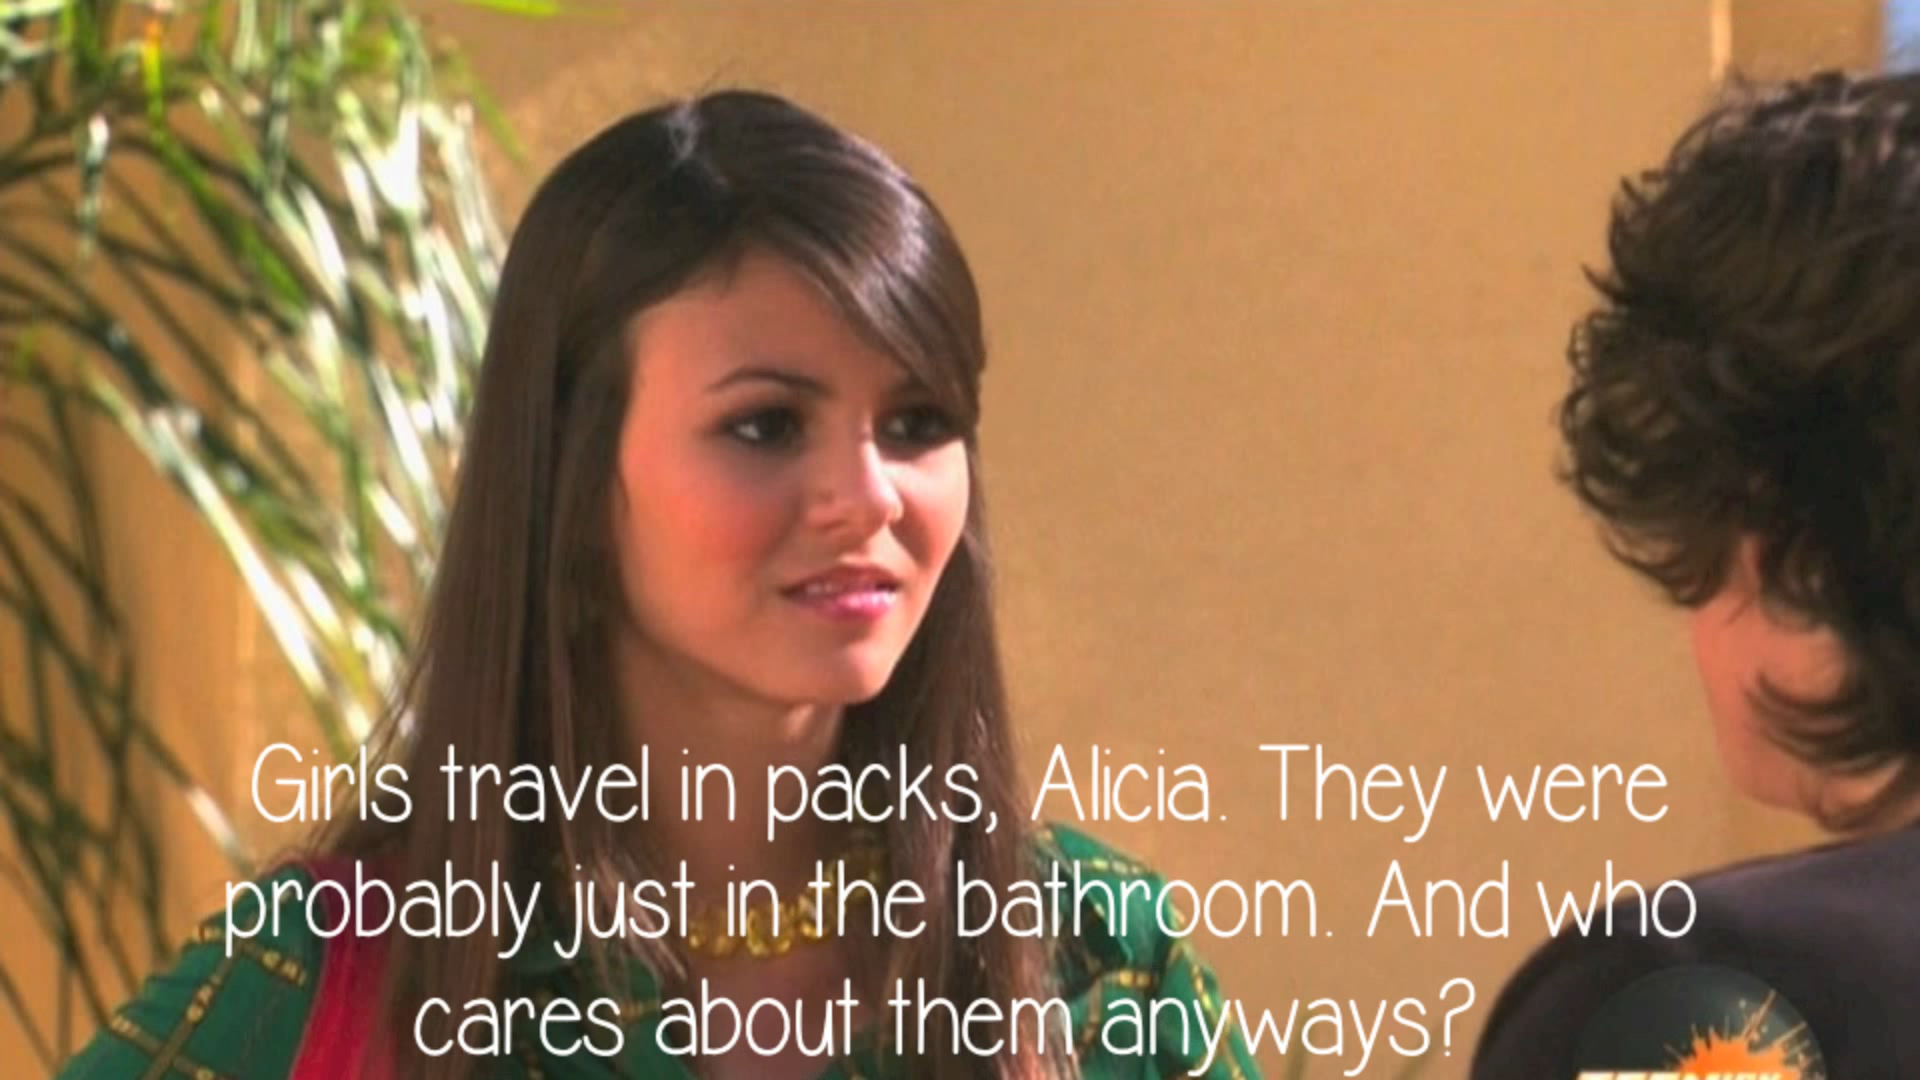 Girls travel in packs, Alicia. They were
probably just in the bathroom. And who
cares about them anyways?